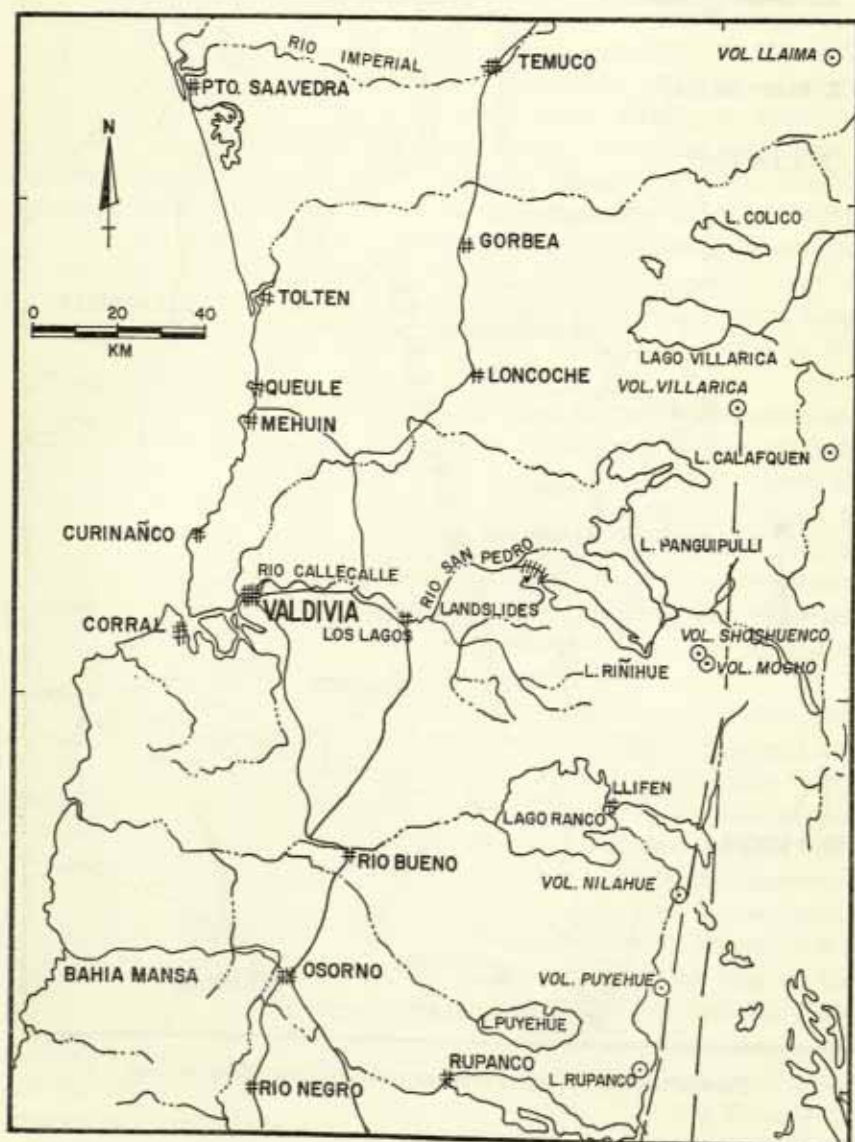 RIO IMPERIAL
TEMUCO
VOL. LLAIMA
PTO. SAAVEDRA
N
L. COLICO
GORBEA
TOLTEN
0 20 40
KM
LAGO VILLARICA
LONCOCHE
VOL. VILLARICA
QUEULE
MEHUIN
L. CALAFQUEN
CURINAÑCO
RIO SAN PEDRO
L. PANGUIPULLI
RIO CALLECALLE
VALDIVIA
LANDSLIDES
CORRAL
LOS LAGOS
VOL. SHOSHUENCO
L. RIÑIHUE
VOL. MOCHO
LLIFEN
LAGO RANCO
RIO BUENO
VOL. NILAHUE
BAHIA MANSA
OSORNO
VOL. PUYEHUE
L. PUYEHUE
RUPANCO
L. RUPANCO
RIO NEGRO